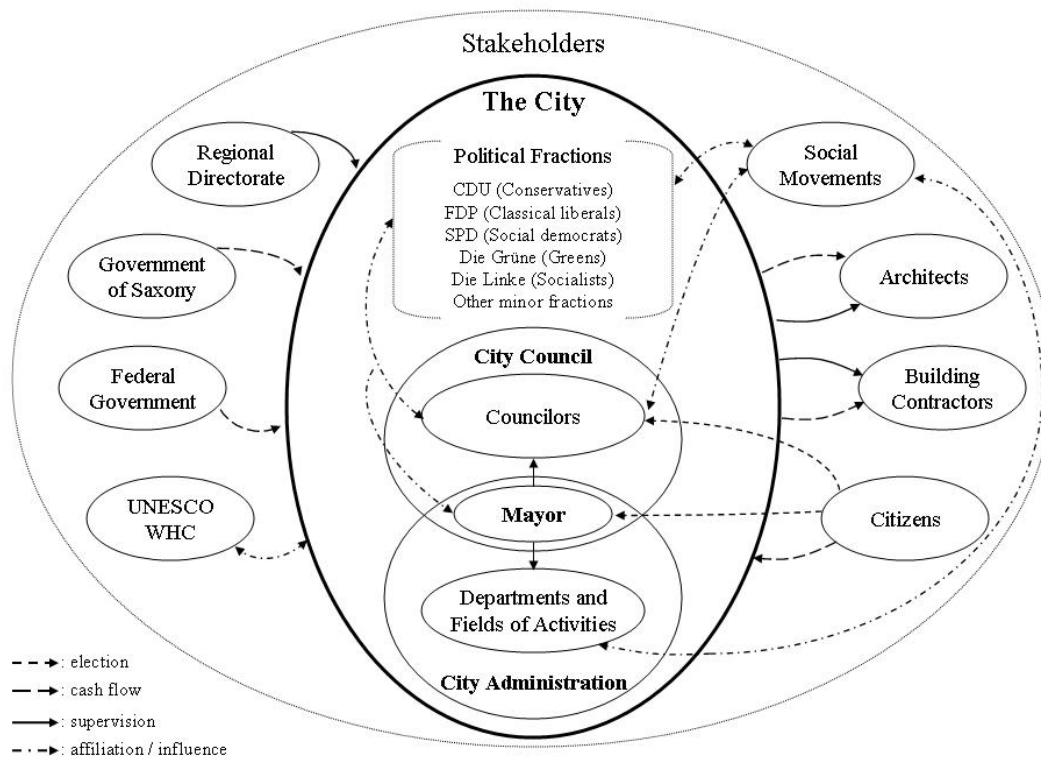 Stakeholders
The City
Regional
Directorate
Government
of Saxony
Federal
Government
UNESCO
WHC
Political Fractions
CDU (Conservatives)
FDP (Classical liberals)
SPD (Social democrats)
Die Grüne (Greens)
Die Linke (Socialists)
Other minor fractions
City Council
Councilors
Mayor
Departments and
Fields of Activities
City Administration
Social
Movements
Architects
Building
Contractors
Citizens
: election
: cash flow
: supervision
: affiliation / influence